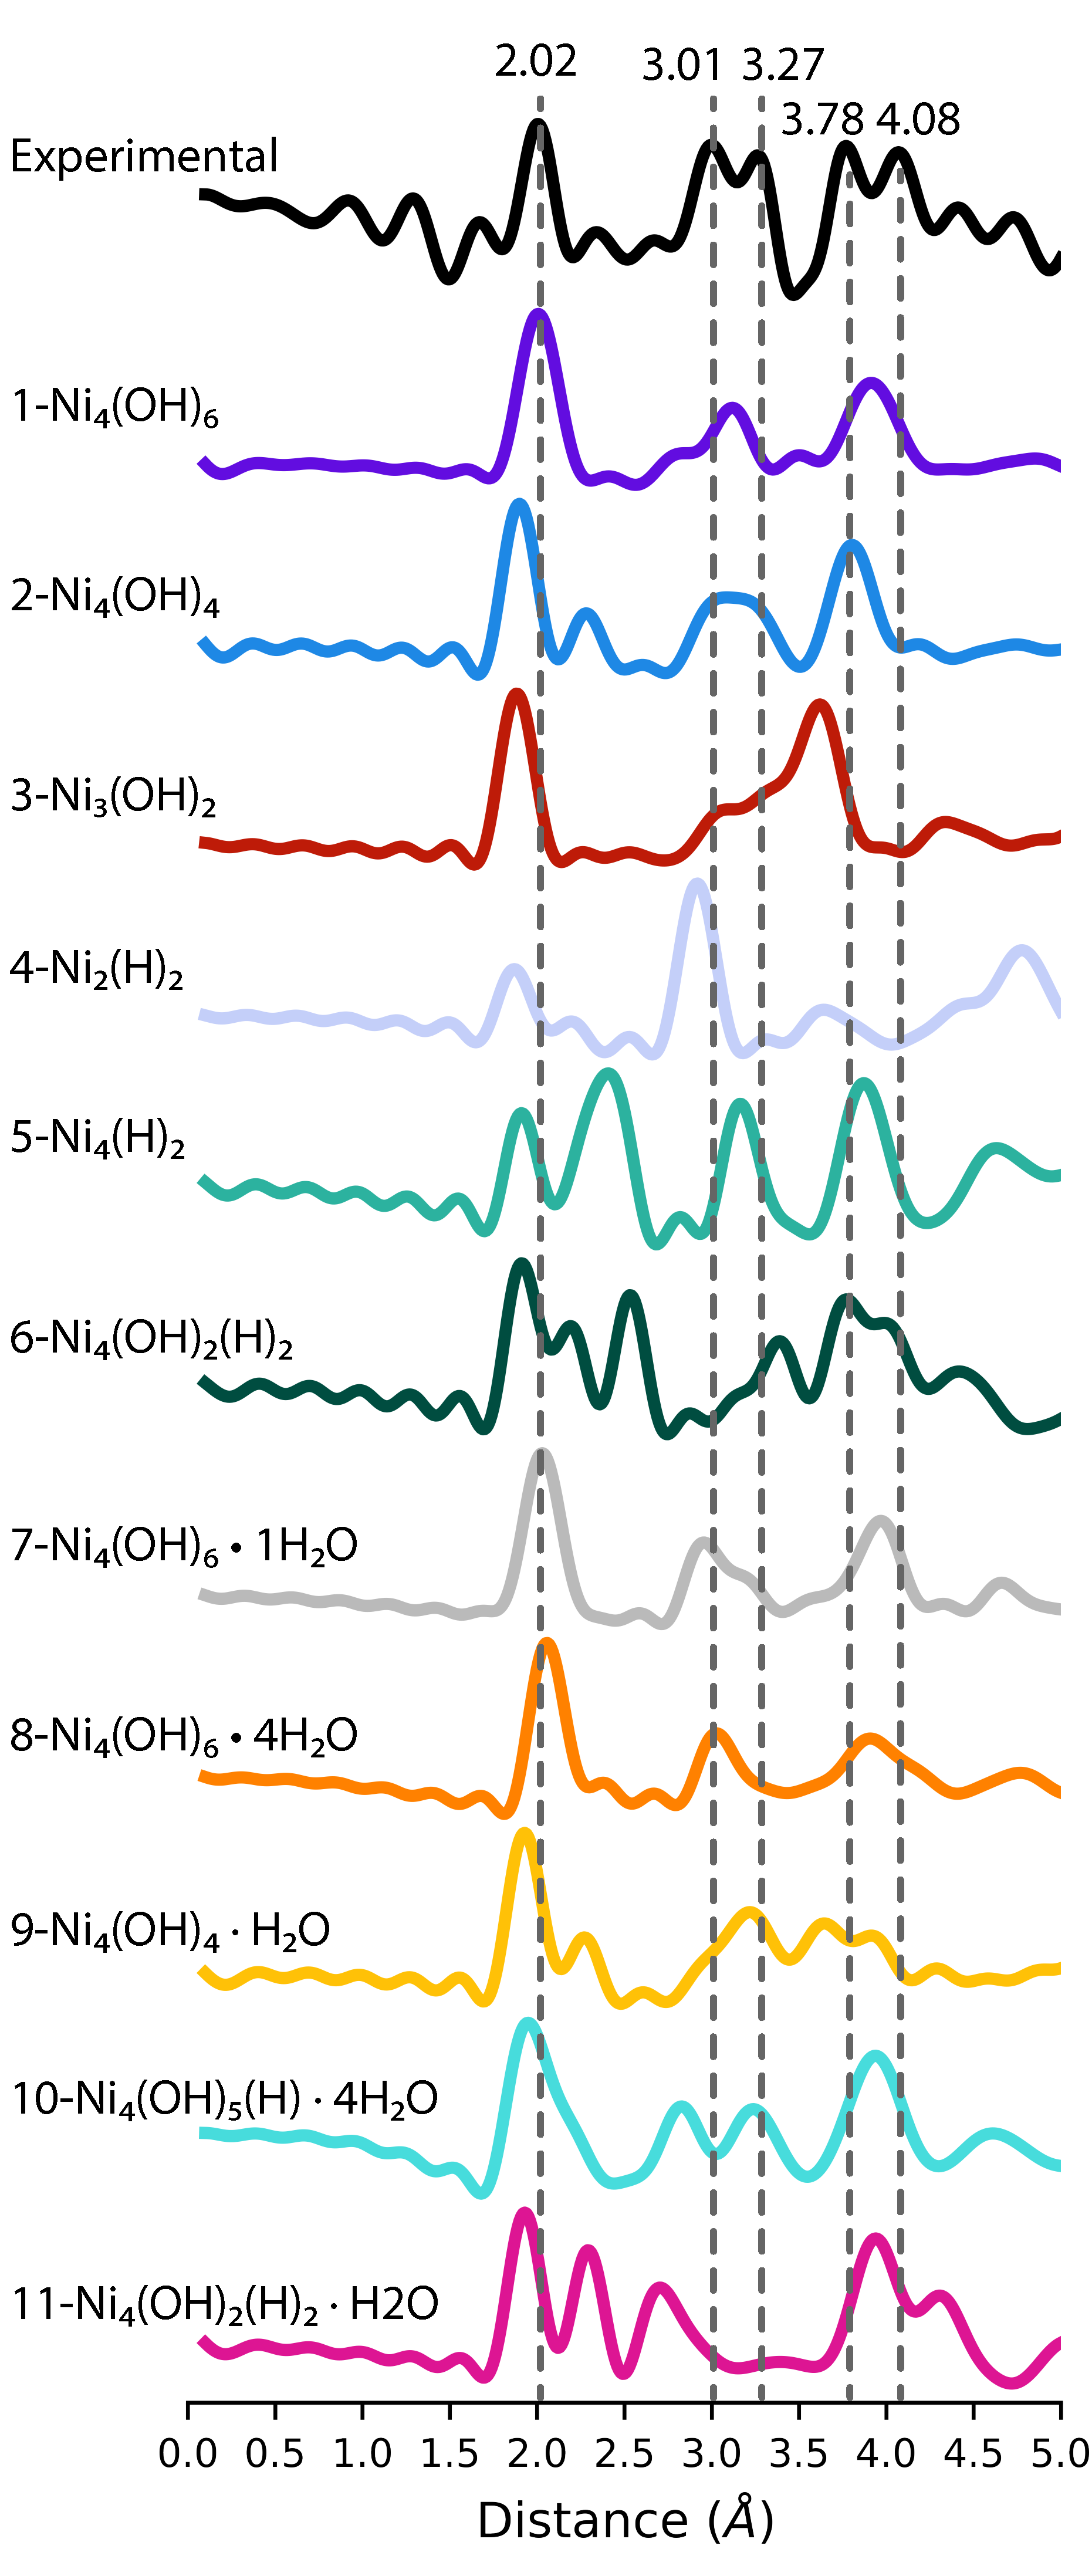 2.02 3.01 3.27
3.78 4.08
Experimental
1-Ni₄(OH)₆
2-Ni₄(OH)₄
3-Ni₃(OH)₂
4-Ni₂(H)₂
5-Ni₄(H)₂
6-Ni₄(OH)₂(H)₂
7-Ni₄(OH)₆ • 1H₂O
8-Ni₄(OH)₆ • 4H₂O
9-Ni₄(OH)₄ · H₂O
10-Ni₄(OH)₅(H) · 4H₂O
11-Ni₄(OH)₂(H)₂ · H2O
0.0 0.5 1.0 1.5 2.0 2.5 3.0 3.5 4.0 4.5 5.0
Distance (Å)